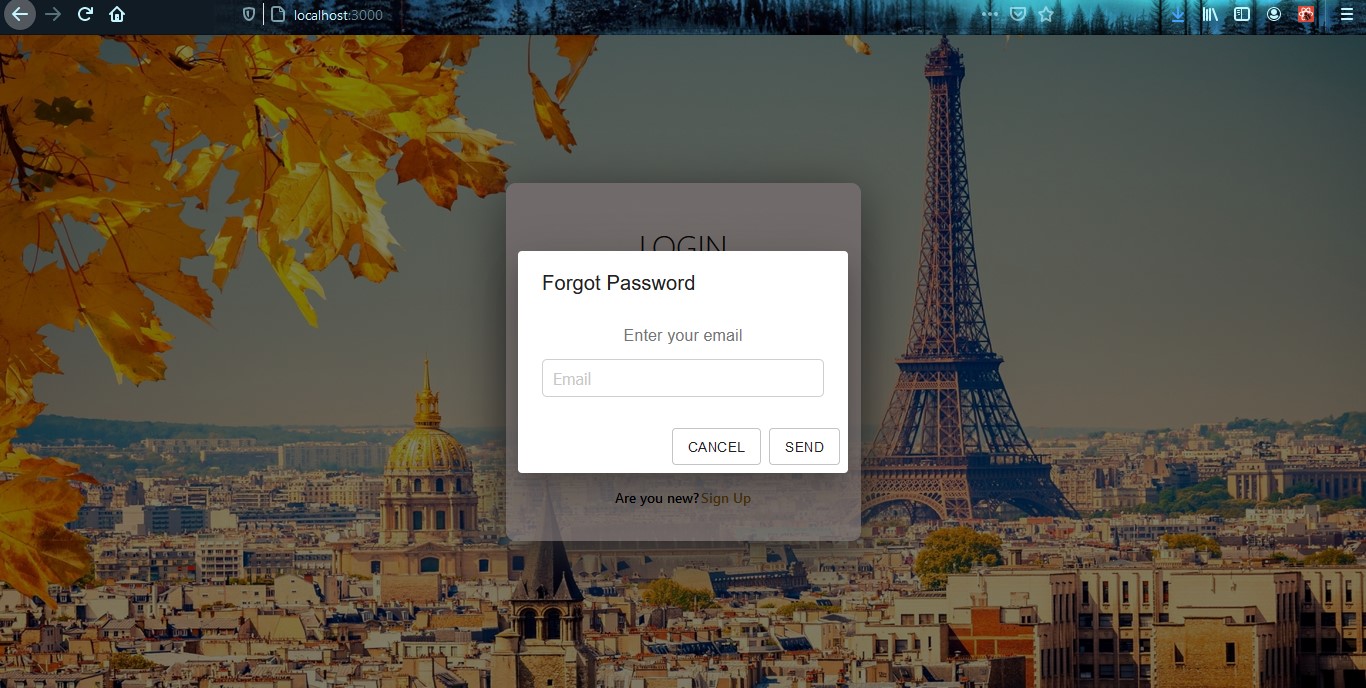 localhost:3000
LOGIN
Forgot Password
Enter your email
Email
CANCEL SEND
Are you new? Sign Up